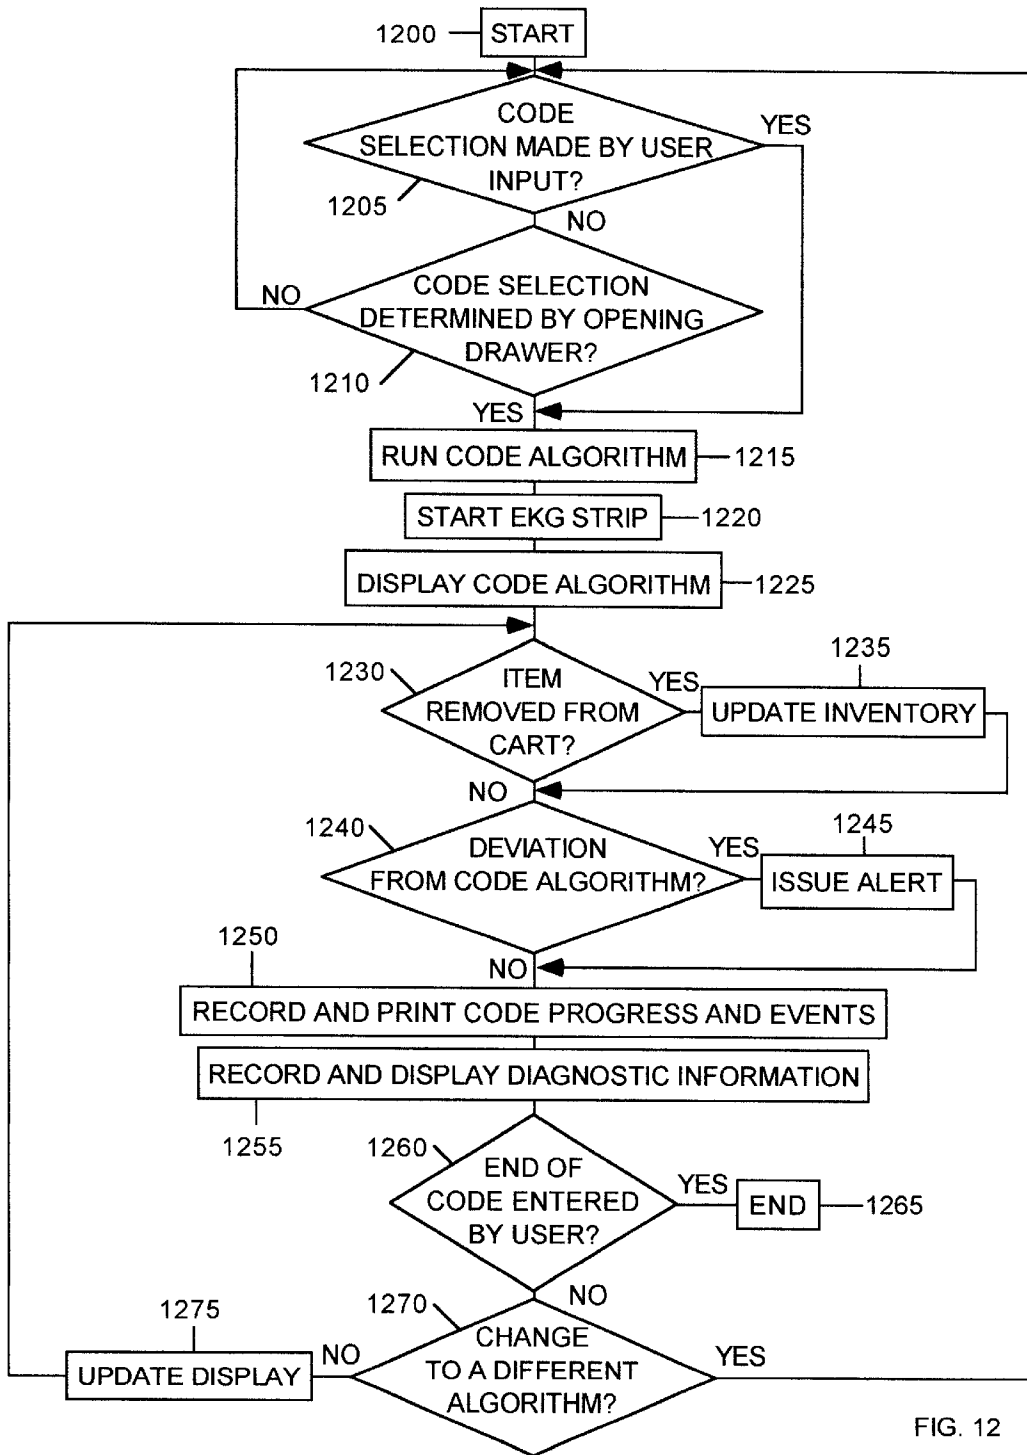 1200
START
CODE
SELECTION MADE BY USER
INPUT?
YES
1205
NO
CODE SELECTION
DETERMINED BY OPENING
DRAWER?
NO
1210
YES
RUN CODE ALGORITHM
1215
START EKG STRIP
1220
DISPLAY CODE ALGORITHM
1225
1230
ITEM
REMOVED FROM
CART?
YES
1235
UPDATE INVENTORY
NO
1240
DEVIATION
FROM CODE ALGORITHM?
YES
1245
ISSUE ALERT
NO
1250
RECORD AND PRINT CODE PROGRESS AND EVENTS
RECORD AND DISPLAY DIAGNOSTIC INFORMATION
1255
1260
END OF
CODE ENTERED
BY USER?
YES
END
1265
NO
1270
CHANGE
TO A DIFFERENT
ALGORITHM?
YES
NO
1275
UPDATE DISPLAY
FIG. 12